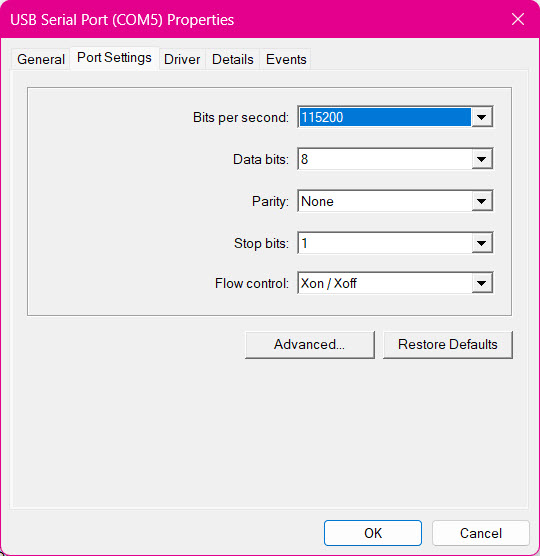 USB Serial Port (COM5) Properties
General Port Settings Driver Details Events
Bits per second: 115200
Data bits: 8
Parity: None
Stop bits: 1
Flow control: Xon / Xoff
Advanced... Restore Defaults
OK Cancel